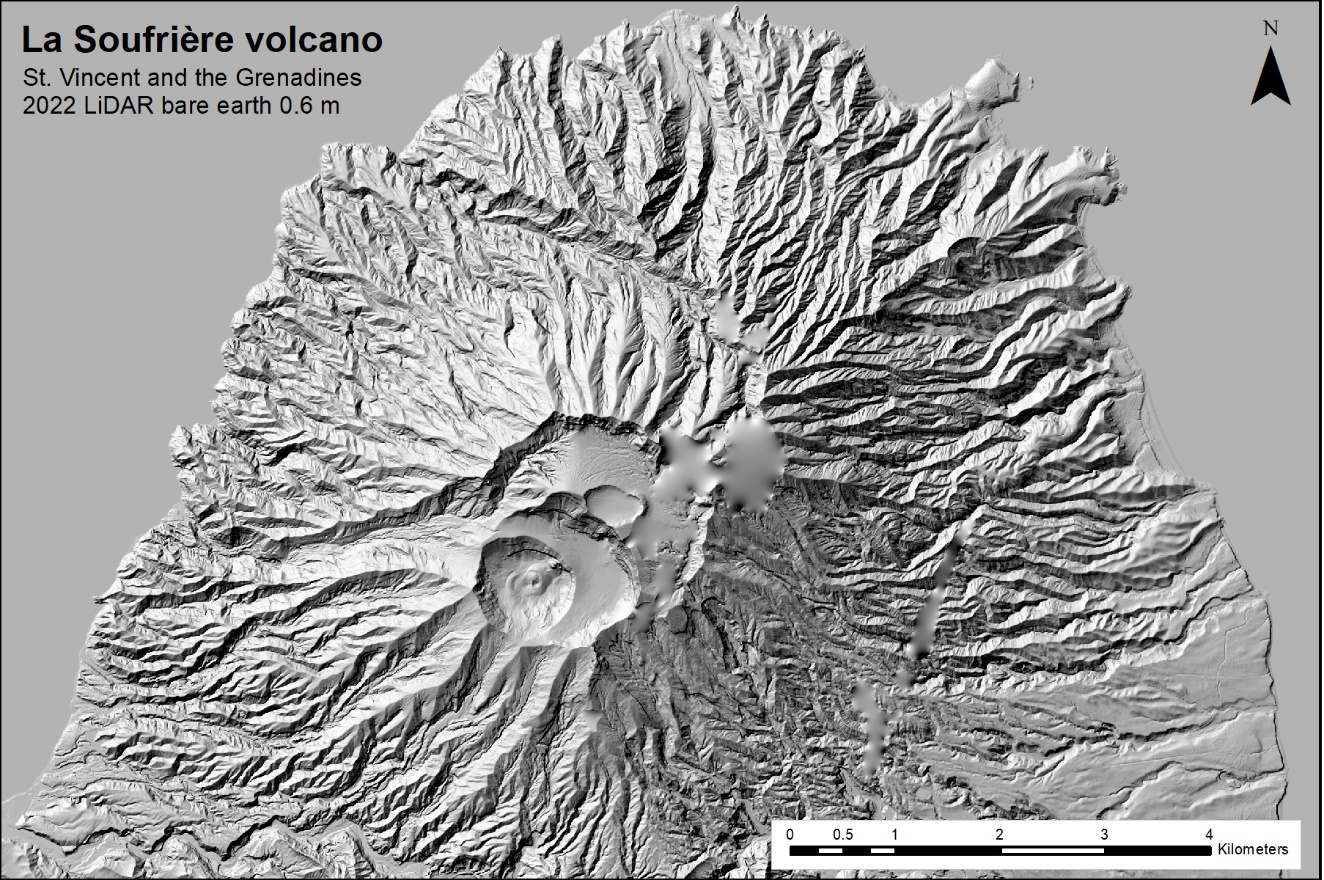 La Soufrière volcano
St. Vincent and the Grenadines
2022 LiDAR bare earth 0.6 m
N
0 0.5 1 2 3 4
Kilometers